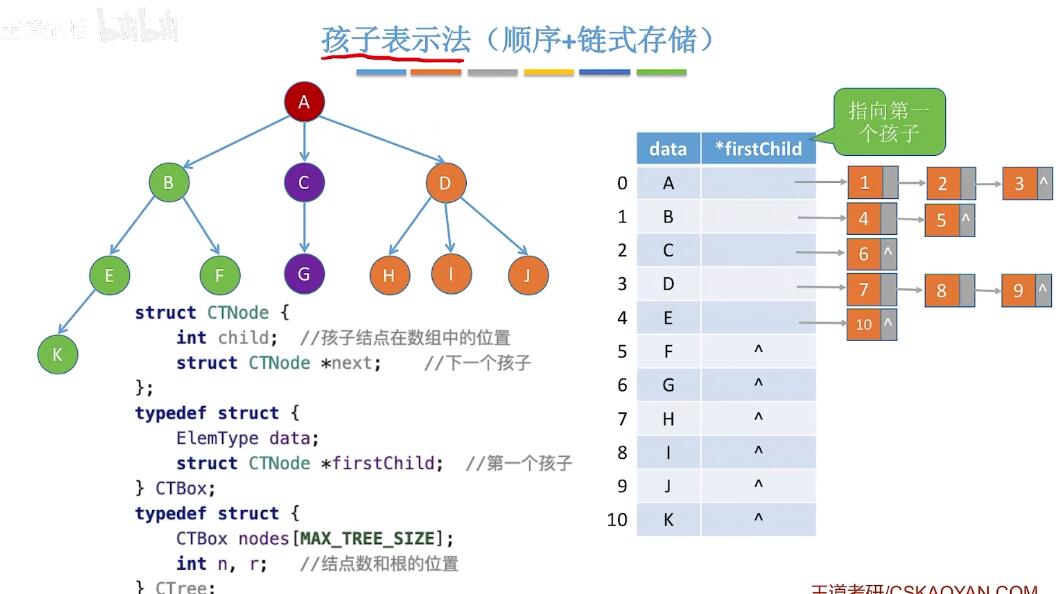 bilibili
孩子表示法（顺序+链式存储）
指向第一
个孩子
A
B
C
D
E
F
G
H
I
J
K
data *firstChild
0 A 1 2 3 ^
1 B 4 5 ^
2 C 6 ^
3 D 7 8 9 ^
4 E 10 ^
5 F ^
6 G ^
7 H ^
8 I ^
9 J ^
10 K ^
struct CTNode {
int child; //孩子结点在数组中的位置
struct CTNode *next; //下一个孩子
};
typedef struct {
ElemType data;
struct CTNode *firstChild; //第一个孩子
} CTBox;
typedef struct {
CTBox nodes[MAX_TREE_SIZE];
int n, r; //结点数和根的位置
} CTree;
王道考研/CSKAOYAN.COM